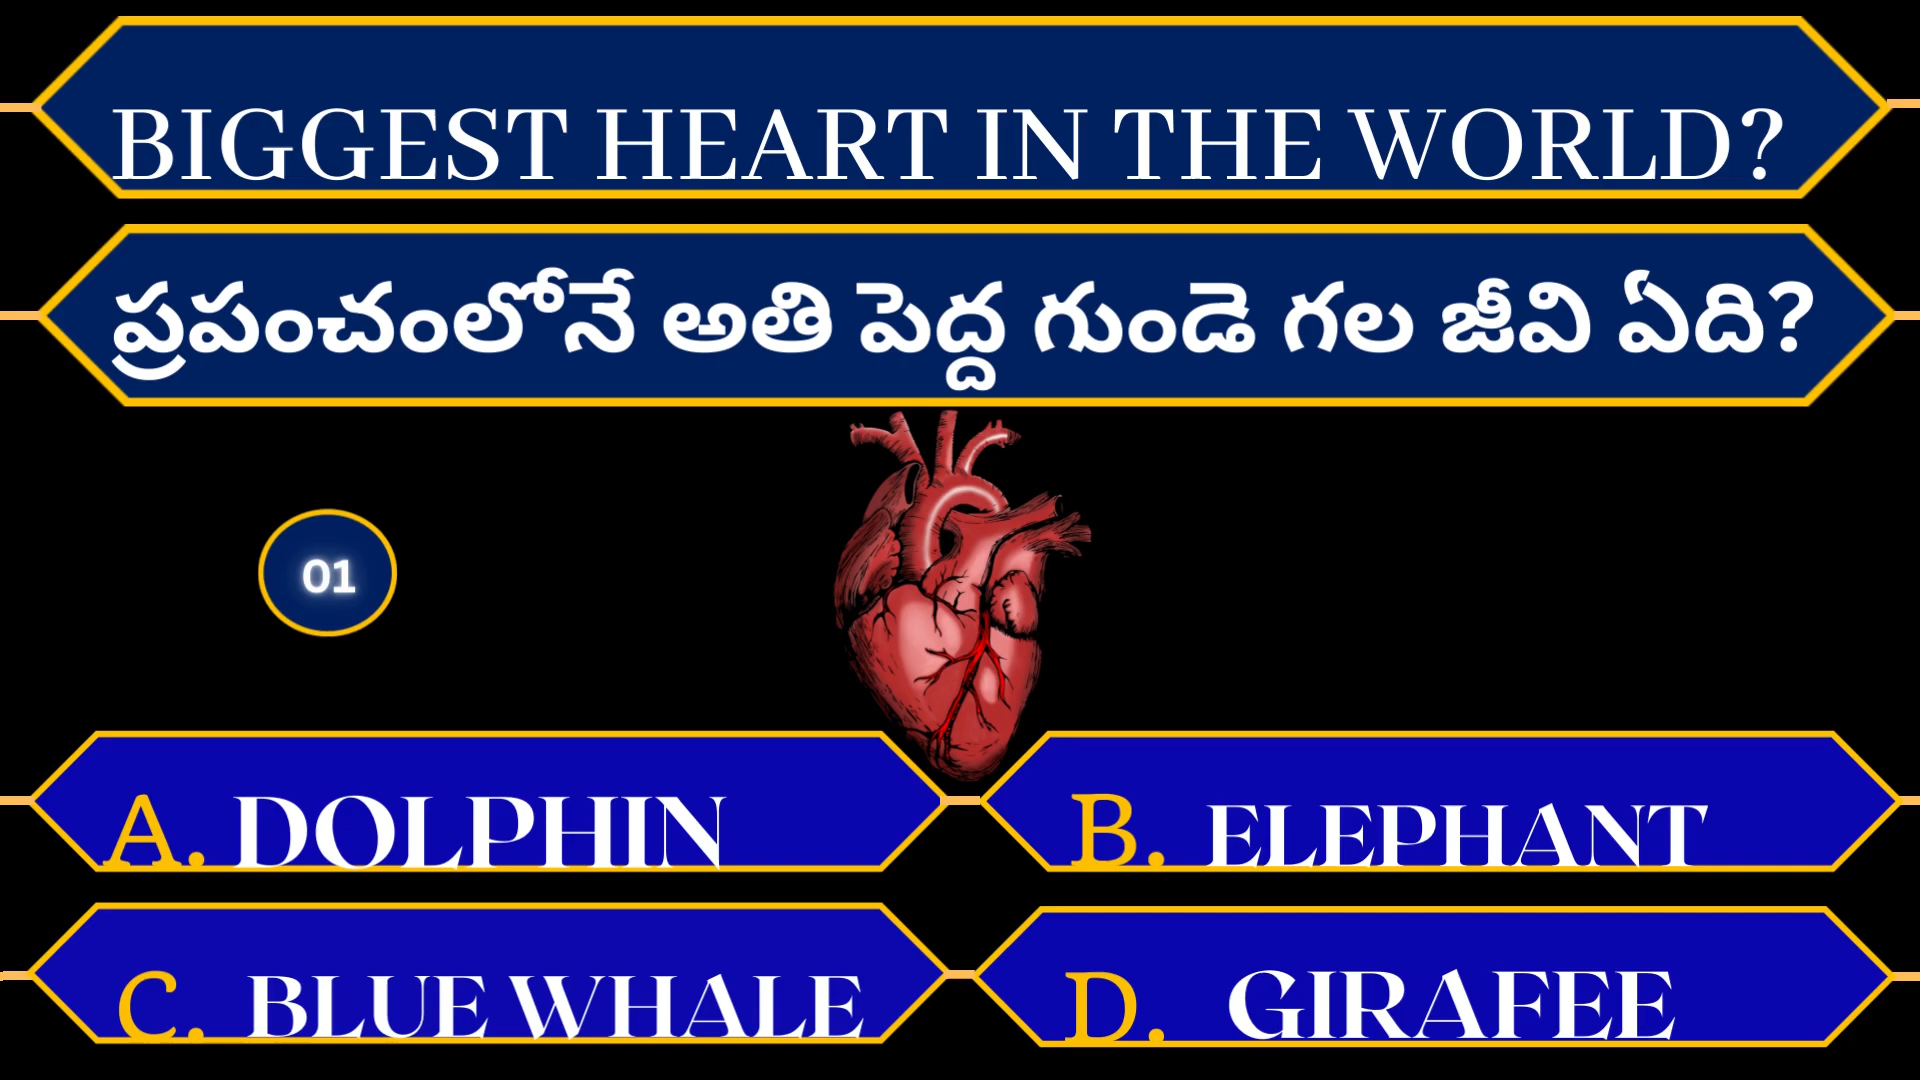 BIGGEST HEART IN THE WORLD?
ప్రపంచంలోనే అతి పెద్ద గుండె గల జీవి ఏది?
01
A. DOLPHIN
B. ELEPHANT
C. BLUE WHALE
D. GIRAFEE